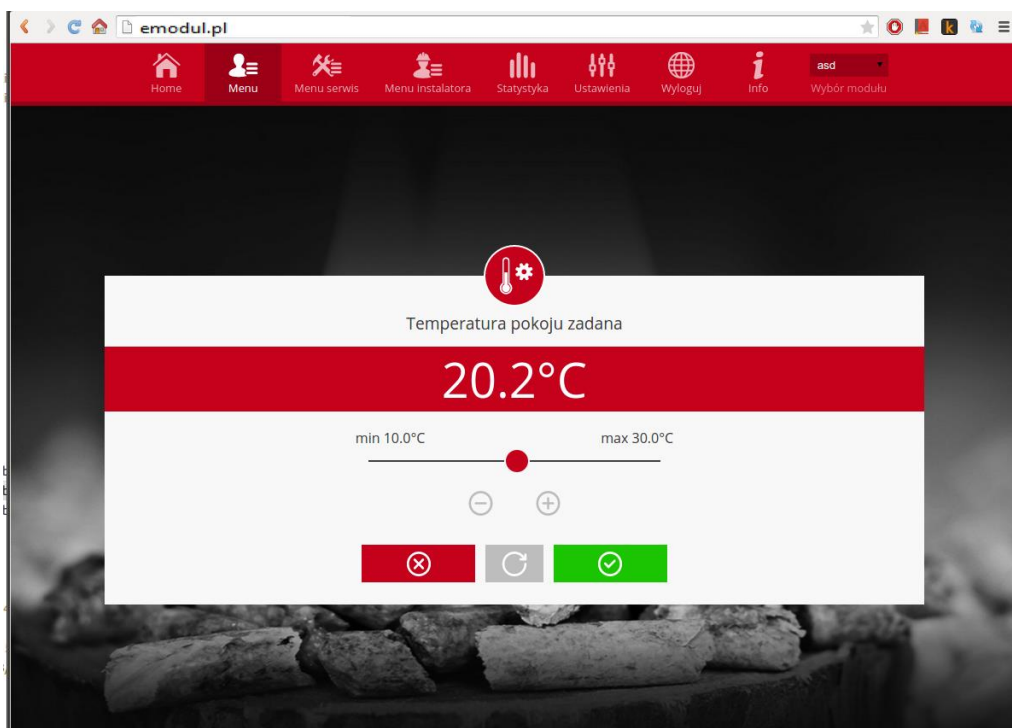 emodul.pl
Home
Menu
Menu serwis
Menu instalatora
Statystyka
Ustawienia
Wyloguj
Info
asd
Wybór modułu
Temperatura pokoju zadana
20.2°C
min 10.0°C
max 30.0°C